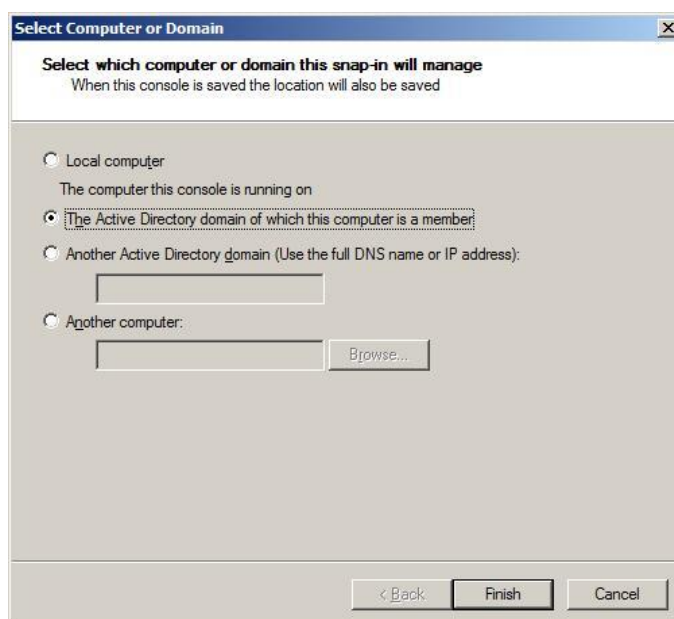 Select Computer or Domain
Select which computer or domain this snap-in will manage
When this console is saved the location will also be saved
Local computer
The computer this console is running on
The Active Directory domain of which this computer is a member
Another Active Directory domain (Use the full DNS name or IP address):
Another computer:
Browse...
< Back
Finish
Cancel